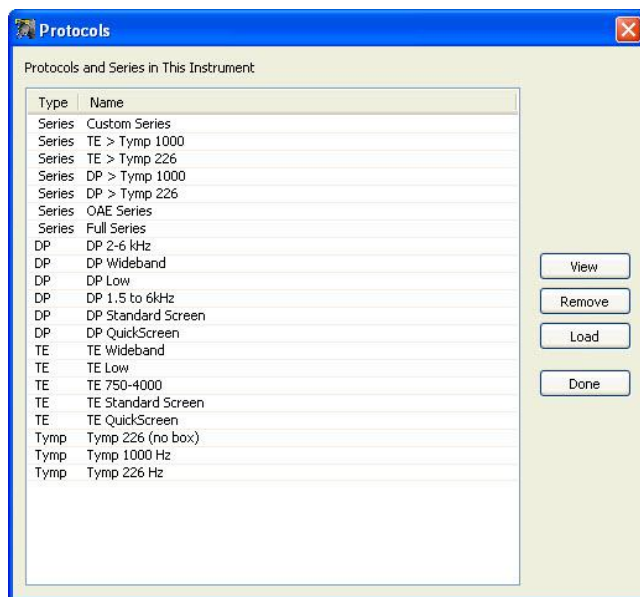 Protocols
Protocols and Series in This Instrument
Type Name
Series Custom Series
Series TE > Tymp 1000
Series TE > Tymp 226
Series DP > Tymp 1000
Series DP > Tymp 226
Series OAE Series
Series Full Series
DP DP 2-6 kHz
DP DP Wideband
DP DP Low
DP DP 1.5 to 6kHz
DP DP Standard Screen
DP DP QuickScreen
TE TE Wideband
TE TE Low
TE TE 750-4000
TE TE Standard Screen
TE TE QuickScreen
Tymp Tymp 226 (no box)
Tymp Tymp 1000 Hz
Tymp Tymp 226 Hz
View
Remove
Load
Done